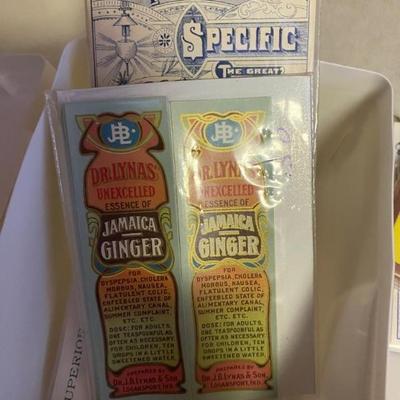 SPECIFIC
THE GREAT
JBL
DR. LYNAS'
UNEXCELLED
ESSENCE OF
JAMAICA
GINGER
FOR
DYSPEPSIA, CHOLERA
MORBUS, NAUSEA,
FLATULENT COLIC,
ENFEEBLED STATE OF
ALIMENTARY CANAL,
SUMMER COMPLAINT,
ETC. ETC.
DOSE: FOR ADULTS,
ONE TEASPOONFUL AS
OFTEN AS NECESSARY.
FOR CHILDREN, TEN
DROPS IN A LITTLE
SWEETENED WATER.
PREPARED BY
DR. J.B. LYNAS & SON
LOGANSPORT, IND.
JBL
DR. LYNAS'
UNEXCELLED
ESSENCE OF
JAMAICA
GINGER
FOR
DYSPEPSIA, CHOLERA
MORBUS, NAUSEA,
FLATULENT COLIC,
ENFEEBLED STATE OF
ALIMENTARY CANAL,
SUMMER COMPLAINT,
ETC. ETC.
DOSE: FOR ADULTS,
ONE TEASPOONFUL AS
OFTEN AS NECESSARY.
FOR CHILDREN, TEN
DROPS IN A LITTLE
SWEETENED WATER.
PREPARED BY
DR. J.B. LYNAS & SON
LOGANSPORT, IND.
SUPERIOR